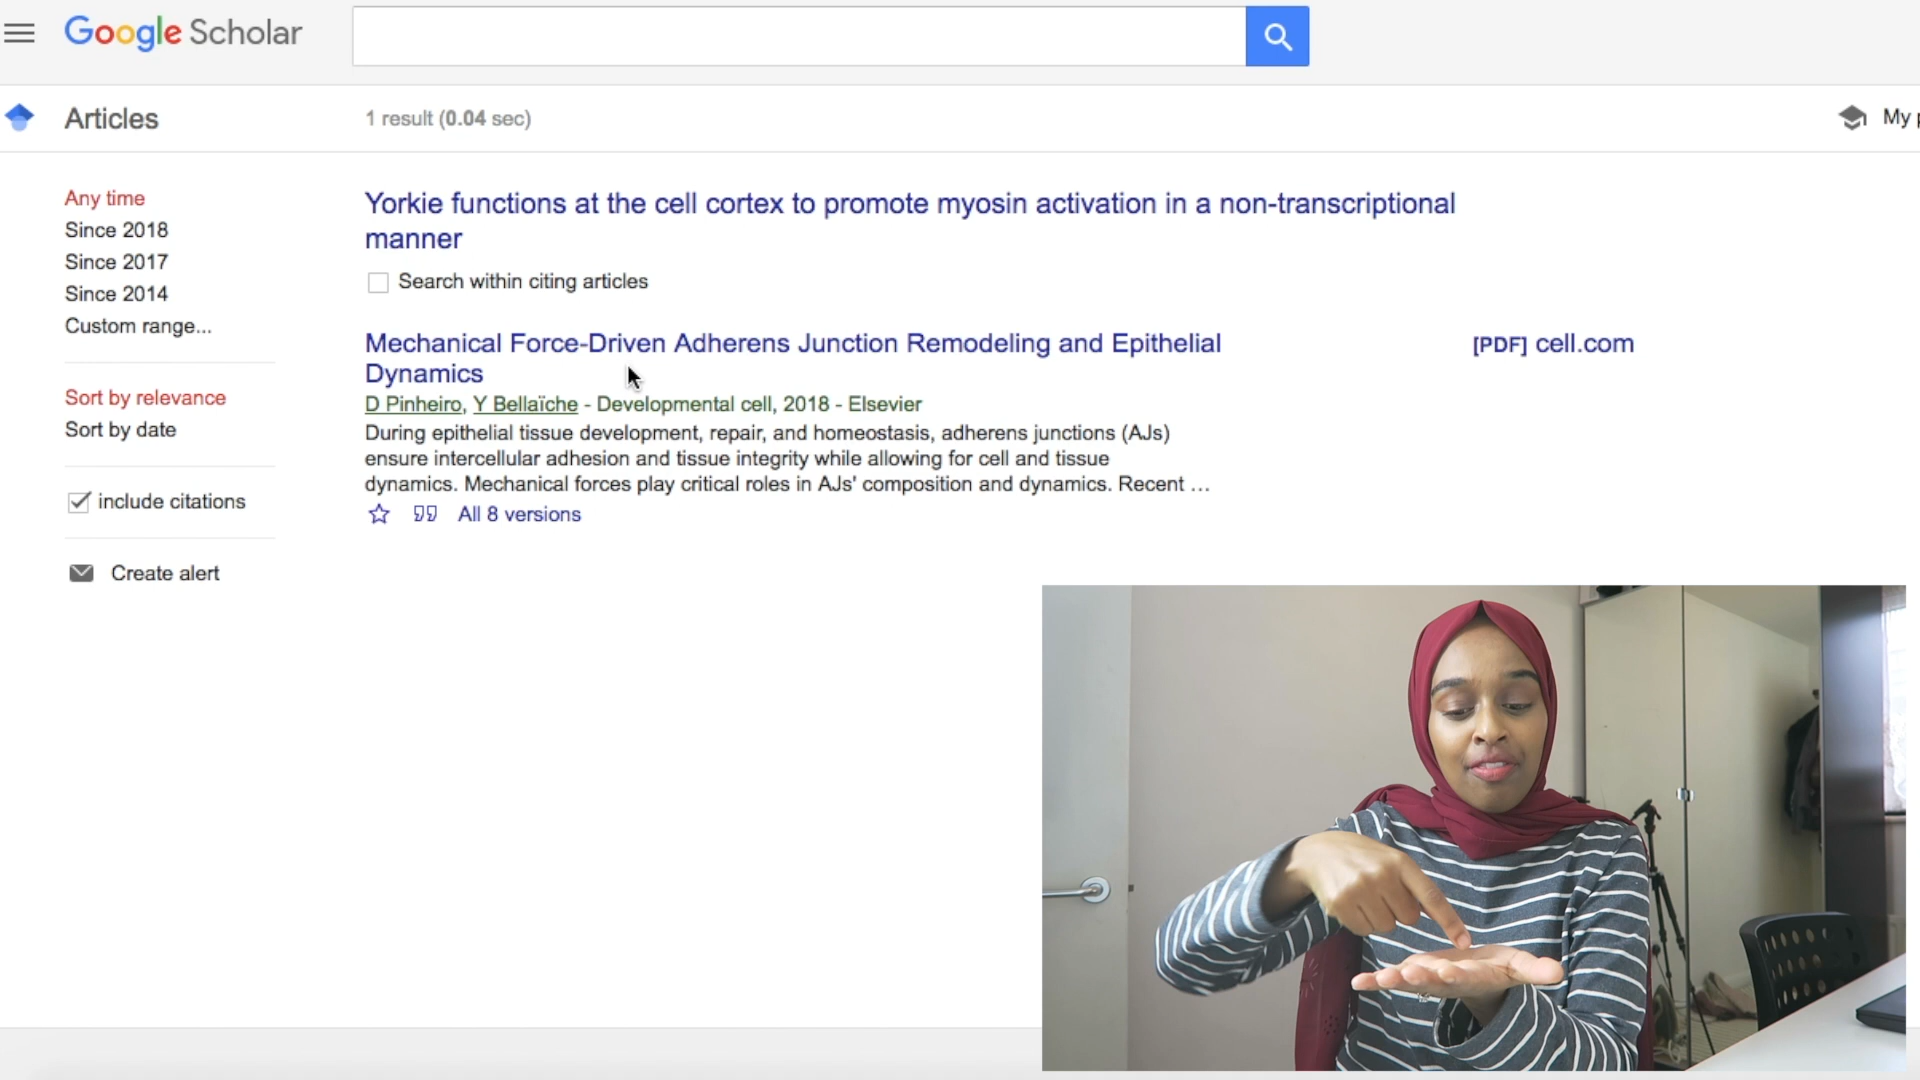 Google Scholar
Articles
1 result (0.04 sec)
My
Any time
Since 2018
Since 2017
Since 2014
Custom range...
Sort by relevance
Sort by date
include citations
Create alert
Yorkie functions at the cell cortex to promote myosin activation in a non-transcriptional
manner
Search within citing articles
Mechanical Force-Driven Adherens Junction Remodeling and Epithelial
Dynamics
[PDF] cell.com
D Pinheiro, Y Bellaïche - Developmental cell, 2018 - Elsevier
During epithelial tissue development, repair, and homeostasis, adherens junctions (AJs)
ensure intercellular adhesion and tissue integrity while allowing for cell and tissue
dynamics. Mechanical forces play critical roles in AJs' composition and dynamics. Recent …
All 8 versions